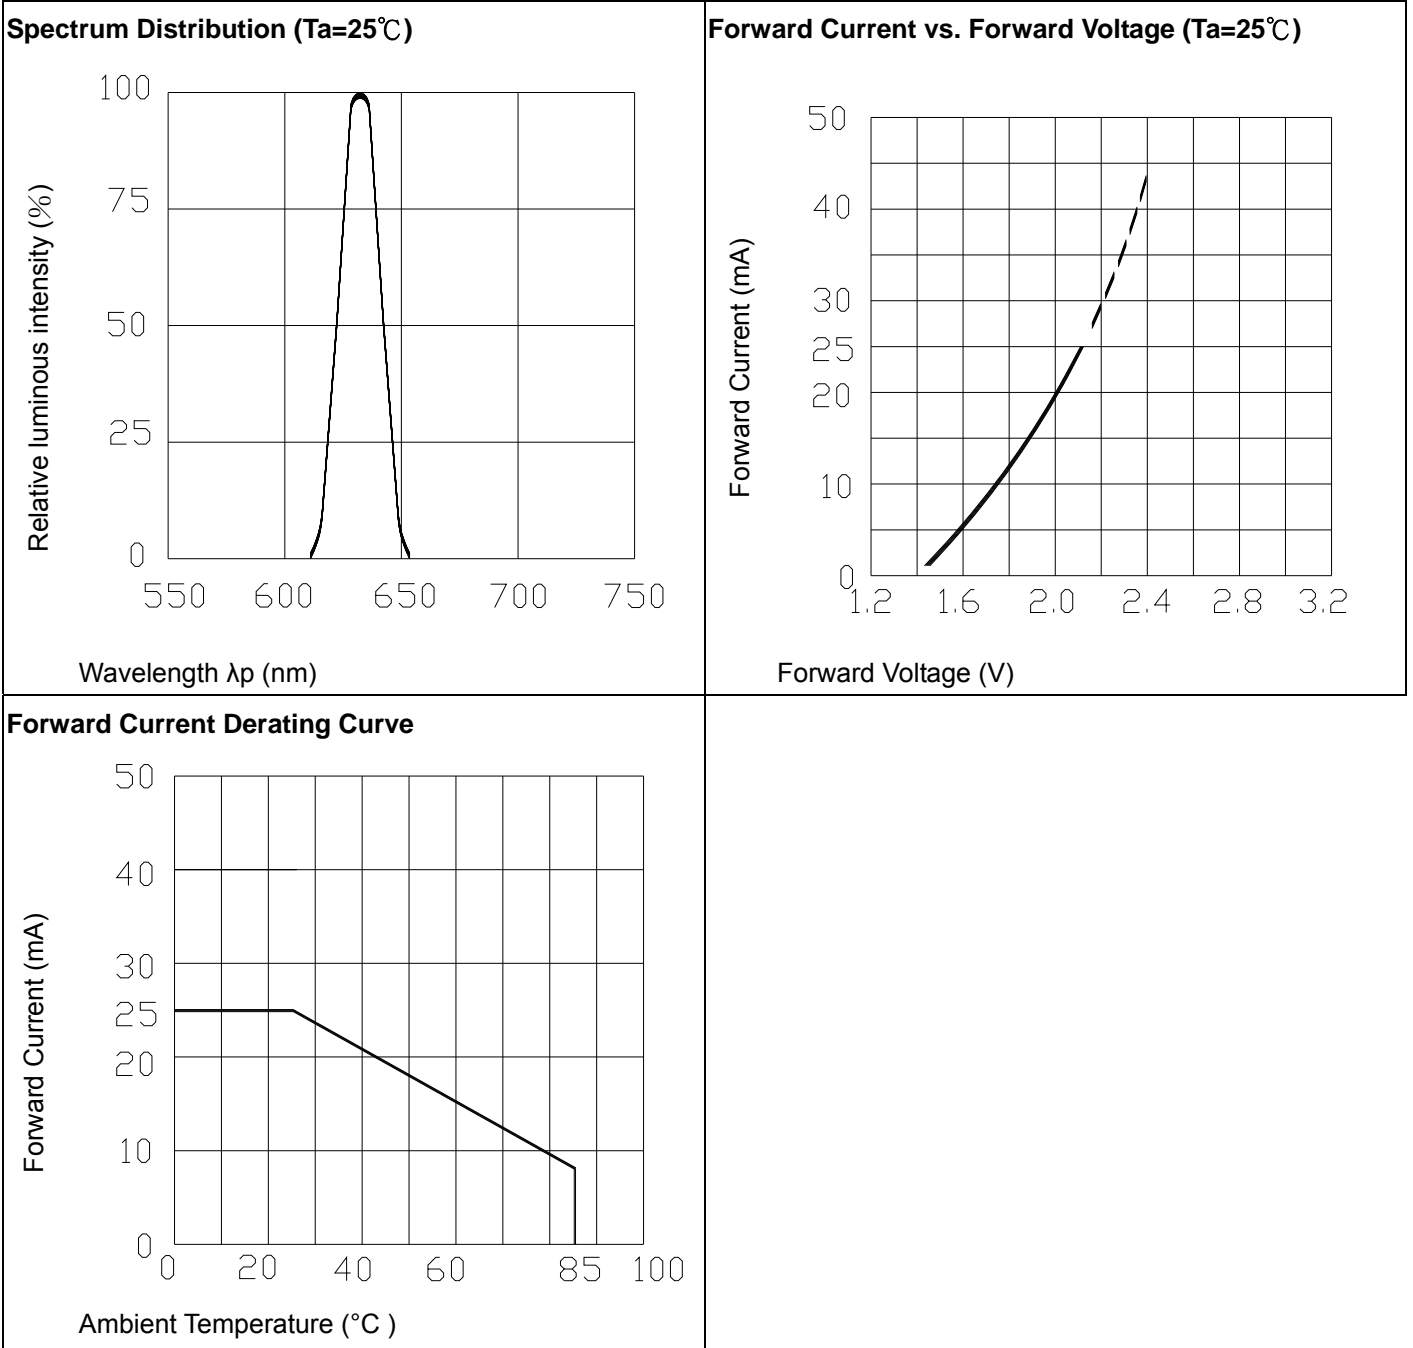 Spectrum Distribution (Ta=25℃)
100
75
50
25
0
550 600 650 700 750
Relative luminous intensity (%)
Wavelength λp (nm)
Forward Current vs. Forward Voltage (Ta=25℃)
50
40
30
25
20
10
0
1.2 1.6 2.0 2.4 2.8 3.2
Forward Current (mA)
Forward Voltage (V)
Forward Current Derating Curve
50
40
30
25
20
10
0
0 20 40 60 85 100
Forward Current (mA)
Ambient Temperature (°C )